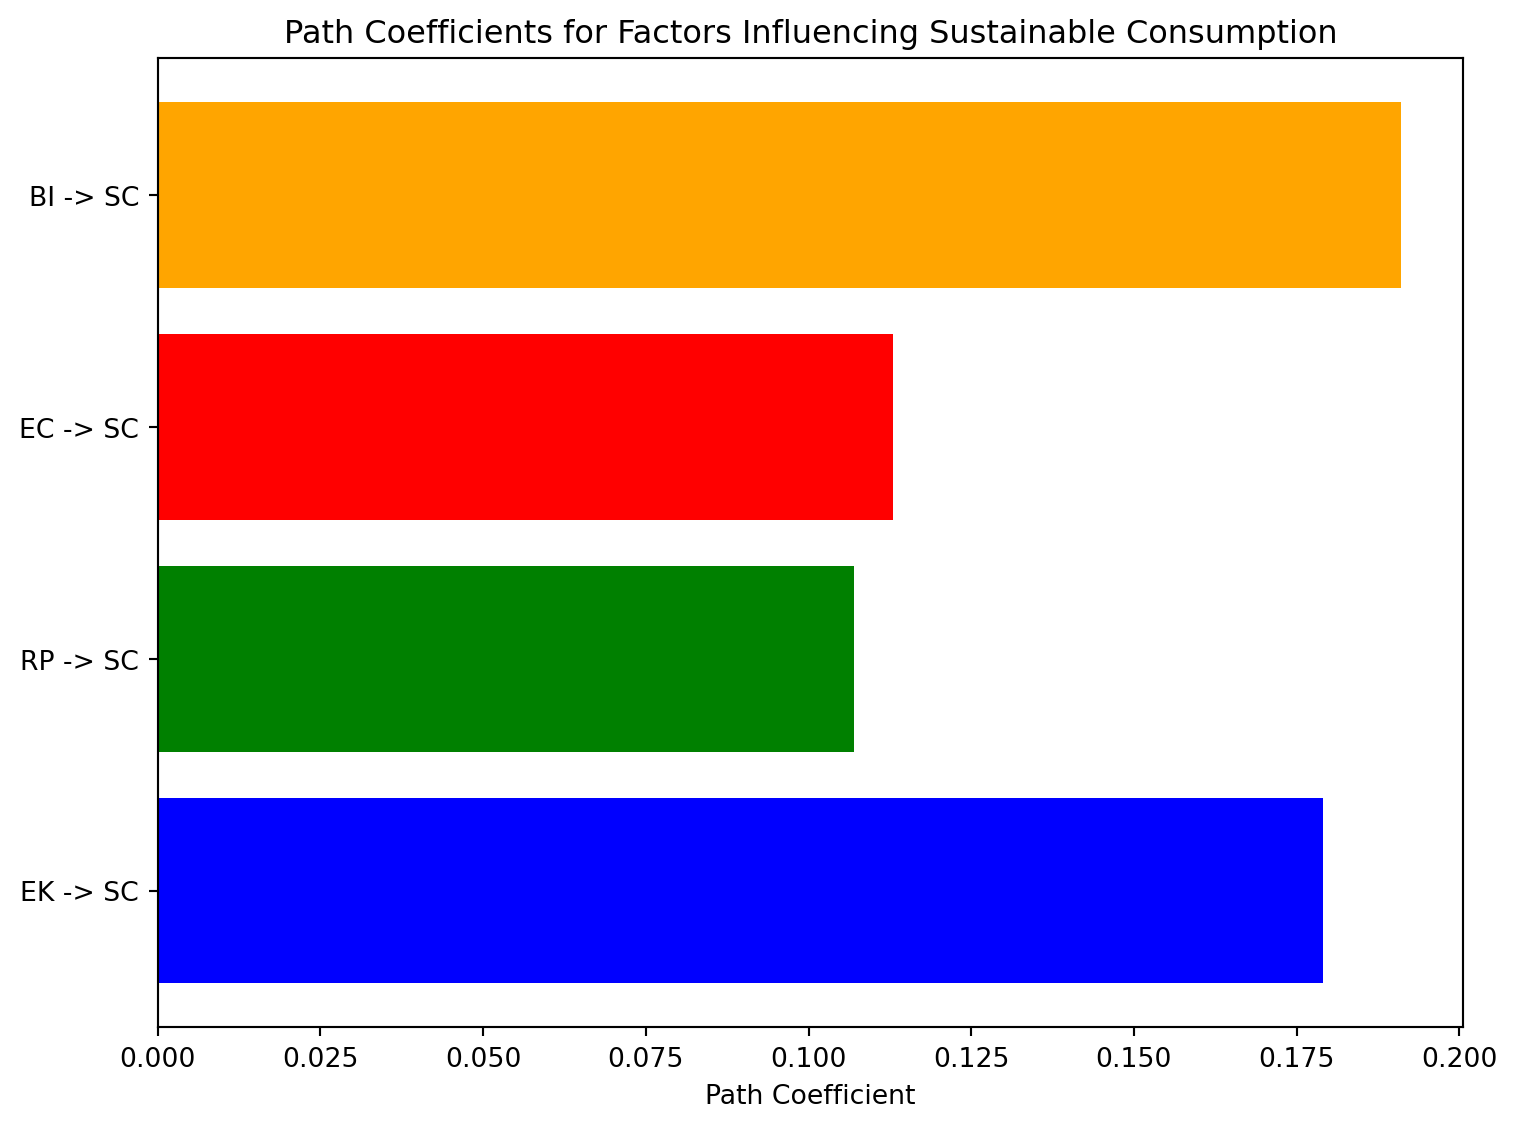 Path Coefficients for Factors Influencing Sustainable Consumption
BI -> SC
EC -> SC
RP -> SC
EK -> SC
0.000 0.025 0.050 0.075 0.100 0.125 0.150 0.175 0.200
Path Coefficient